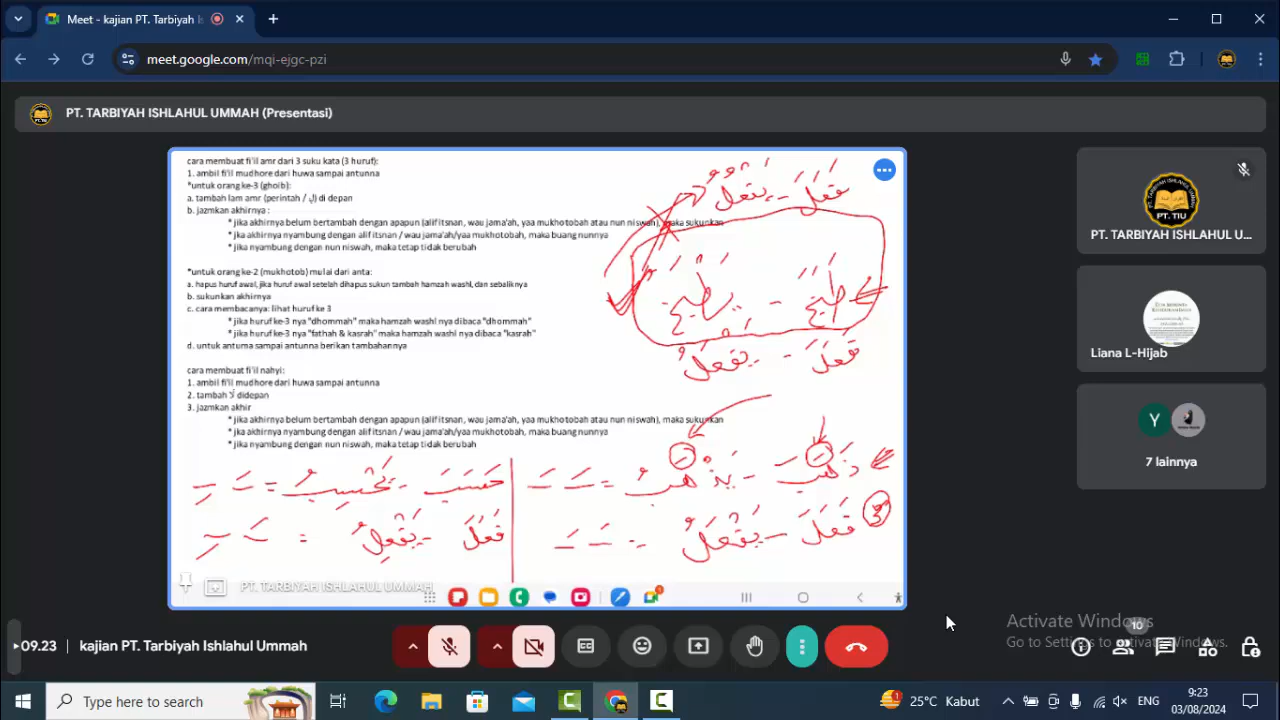 Meet - kajian PT. Tarbiyah Is
meet.google.com/mqi-ejgc-pzi
PT. TARBIYAH ISHLAHUL UMMAH (Presentasi)
cara membuat fi'il amr dari 3 suku kata (3 huruf):
1. ambil fi'il mudhore dari huwa sampai antunna
*untuk orang ke-3 (ghoib):
a. tambah lam amr (perintah / لِ) di depan
b. jazmkan akhirnya :
* jika akhirnya belum bertambah dengan apapun (alif itsnan, wau jama'ah, yaa mukhotobah atau nun niswah), maka sukunkan
* jka akhirnya nyambung dengan alif itsnan / wau jama'ah/yaa mukhotobah, maka buang nunnya
* jika nyambung dengan nun niswah, maka tetap tidak berubah
*untuk orang ke-2 (mukhotob) mulai dari anta:
a. hapus huruf awal, jika huruf awal setelah dihapus sukun tambah hamzah washl, dan sebaliknya
b. sukunkan akhirnya
c. cara membacanya: lihat huruf ke 3
* jika huruf ke-3 nya "dhommah" maka hamzah washl nya dibaca "dhommah"
* jika huruf ke-3 nya "fathah & kasrah" maka hamzah washl nya dibaca "kasrah"
d. untuk antuma sampai antunna berikan tambahannya
cara membuat fi'il nahyi:
1. ambil fi'il mudhore dari huwa sampai antunna
2. tambah لَا didepan
3. jazmkan akhir
* jika akhirnya belum bertambah dengan apapun (alif itsnan, wau jama'ah, yaa mukhotobah atau nun niswah), maka sukunkan
* jka akhirnya nyambung dengan alif itsnan / wau jama'ah/yaa mukhotobah, maka buang nunnya
* jika nyambung dengan nun niswah, maka tetap tidak berubah
فَعَلَ - يَفْعُلُ
فَعَلَ - يَفْعَلُ
ذَهَبَ - يَذْهَبُ =
3 فَعَلَ - يَفْعَلُ =
حَسَبَ - يَحْسِبُ =
فَعَلَ - يَفْعِلُ =
PT. TARBIYAH ISHLAHUL UMMAH
PT. TIU
PT. TARBIYAH ISHLAHUL U...
Liana L-Hijab
Y
7 lainnya
Activate Windows
Go to Settings to activate Windows.
09.23 | kajian PT. Tarbiyah Ishlahul Ummah
10
Type here to search
1
25°C Kabut
ENG
9:23
03/08/2024